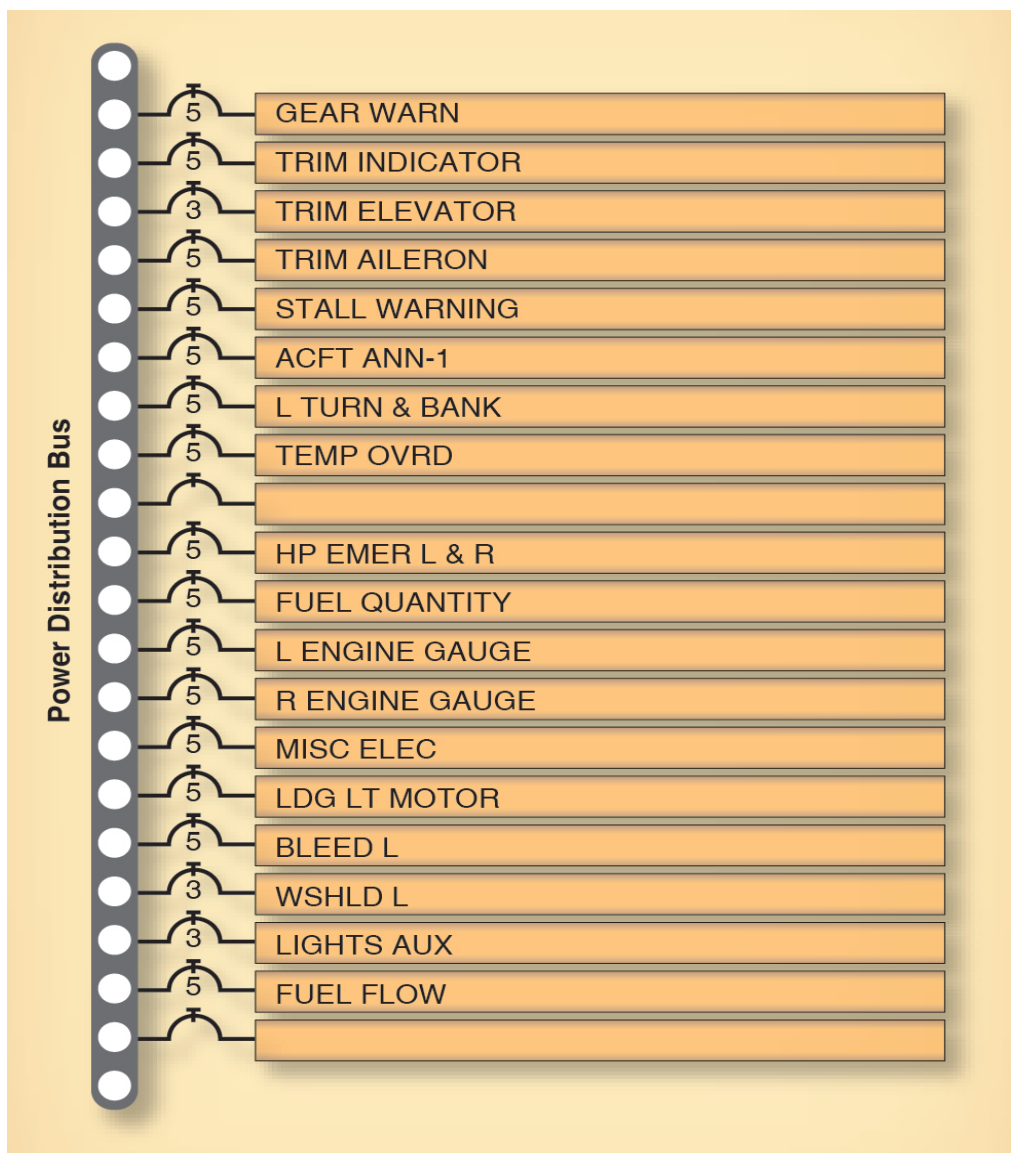 Power Distribution Bus
5 GEAR WARN
5 TRIM INDICATOR
3 TRIM ELEVATOR
5 TRIM AILERON
5 STALL WARNING
5 ACFT ANN-1
5 L TURN & BANK
5 TEMP OVRD
5 HP EMER L & R
5 FUEL QUANTITY
5 L ENGINE GAUGE
5 R ENGINE GAUGE
5 MISC ELEC
5 LDG LT MOTOR
5 BLEED L
3 WSHLD L
3 LIGHTS AUX
5 FUEL FLOW